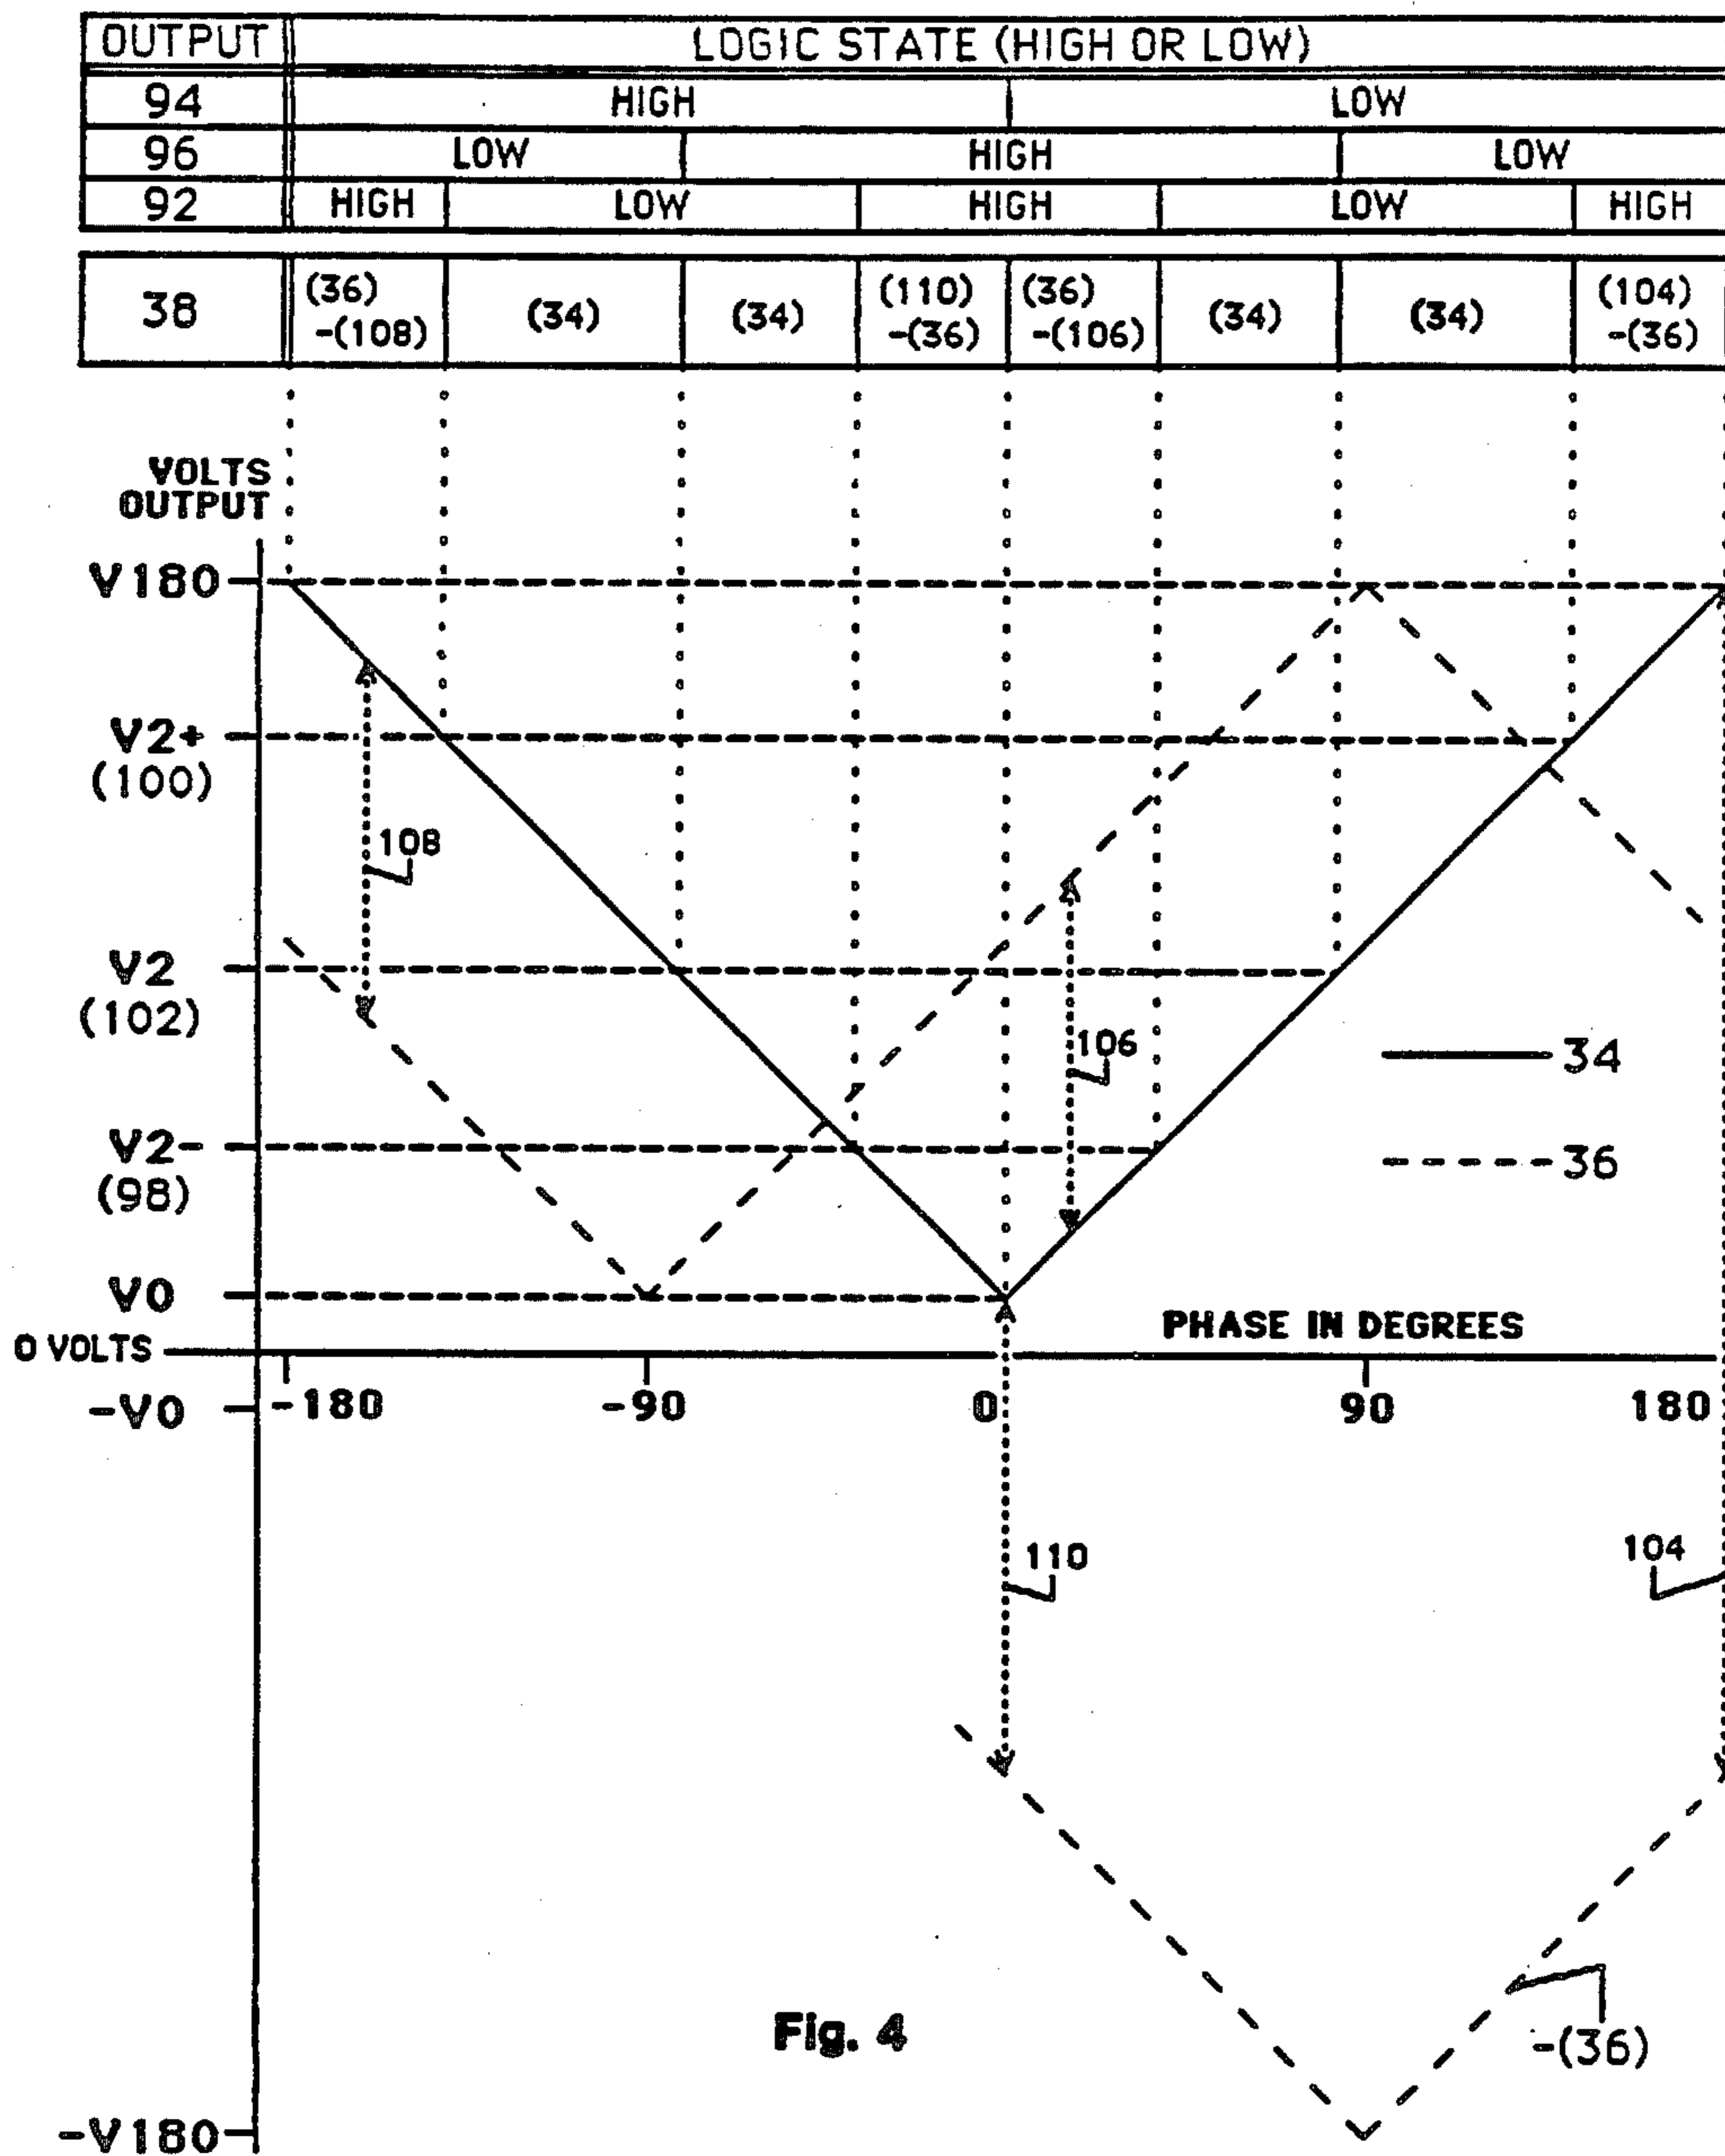 OUTPUT LOGIC STATE (HIGH OR LOW)
94 HIGH LOW
96 LOW HIGH LOW
92 HIGH LOW HIGH LOW HIGH
38 (36) -(108) (34) (34) (110) -(36) (36) -(106) (34) (34) (104) -(36)
VOLTS
OUTPUT
V180
V2+
(100)
108
V2
(102)
106
34
V2-
(98)
36
V0
PHASE IN DEGREES
0 VOLTS
-V0 -180 -90 0 90 180
110
104
Fig. 4
-(36)
-V180